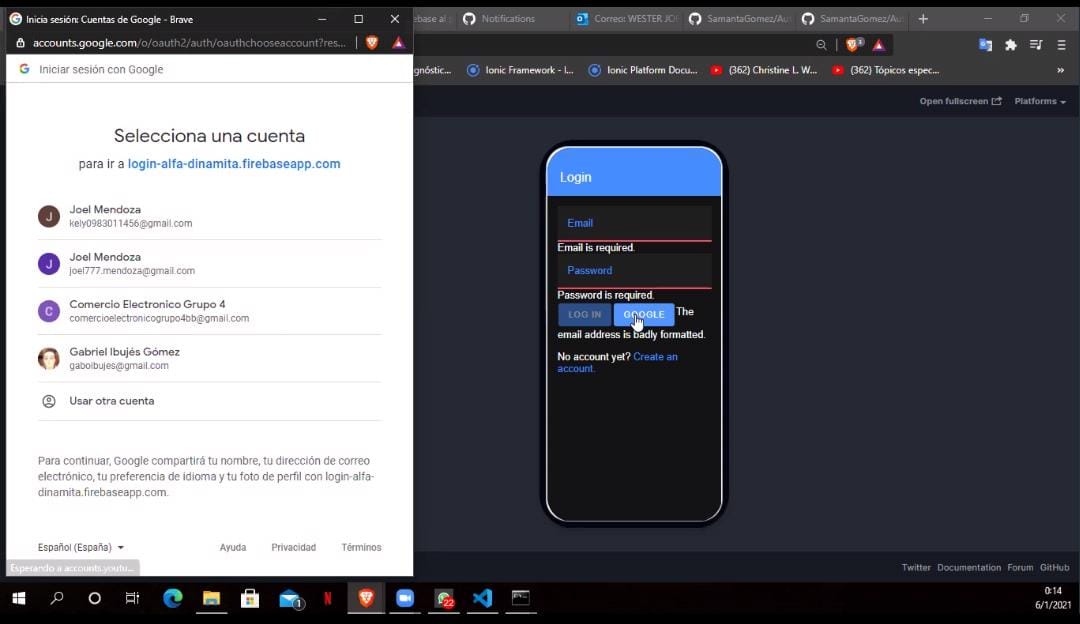 Inicia sesión: Cuentas de Google - Brave
accounts.google.com/o/oauth2/auth/oauthchooseaccount?res...
Iniciar sesión con Google
Selecciona una cuenta
para ir a login-alfa-dinamita.firebaseapp.com
Joel Mendoza
kely0983011456@gmail.com
Joel Mendoza
joel777.mendoza@gmail.com
Comercio Electronico Grupo 4
comercioelectronicogrupo4bb@gmail.com
Gabriel Ibujés Gómez
gaboibujes@gmail.com
Usar otra cuenta
Para continuar, Google compartirá tu nombre, tu dirección de correo
electrónico, tu preferencia de idioma y tu foto de perfil con login-alfa-
dinamita.firebaseapp.com.
Español (España) Ayuda Privacidad Términos
Esperando a accounts.youtu...
ebase al Notifications Correo: WESTER JO SamantaGomez/Aut SamantaGomez/Aut
gnóstic... Ionic Framework - I... Ionic Platform Docu... (362) Christine L. W... (362) Tópicos espec... »
Open fullscreen Platforms
Login
Email
Email is required.
Password
Password is required.
LOG IN GOOGLE The
email address is badly formatted.
No account yet? Create an
account.
Twitter Documentation Forum GitHub
1
22
0:14
6/1/2021